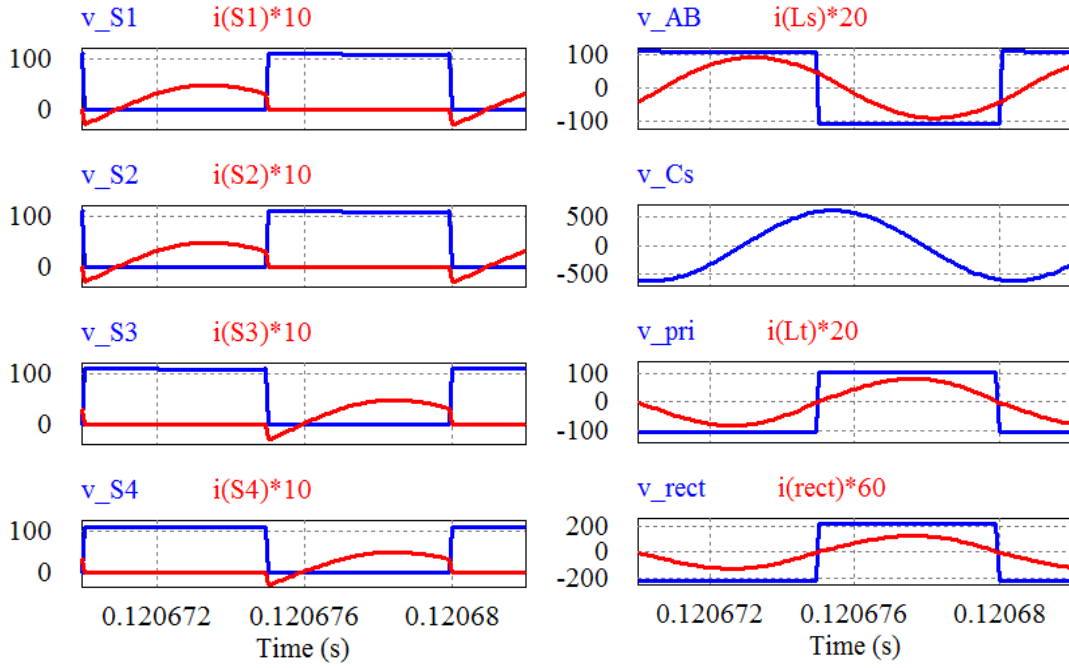 v_S1 i(S1)*10
100
0
v_S2 i(S2)*10
100
0
v_S3 i(S3)*10
100
0
v_S4 i(S4)*10
100
0
0.120672 0.120676 0.12068
Time (s)
v_AB i(Ls)*20
100
0
-100
v_Cs
500
0
-500
v_pri i(Lt)*20
100
0
-100
v_rect i(rect)*60
200
0
-200
0.120672 0.120676 0.12068
Time (s)